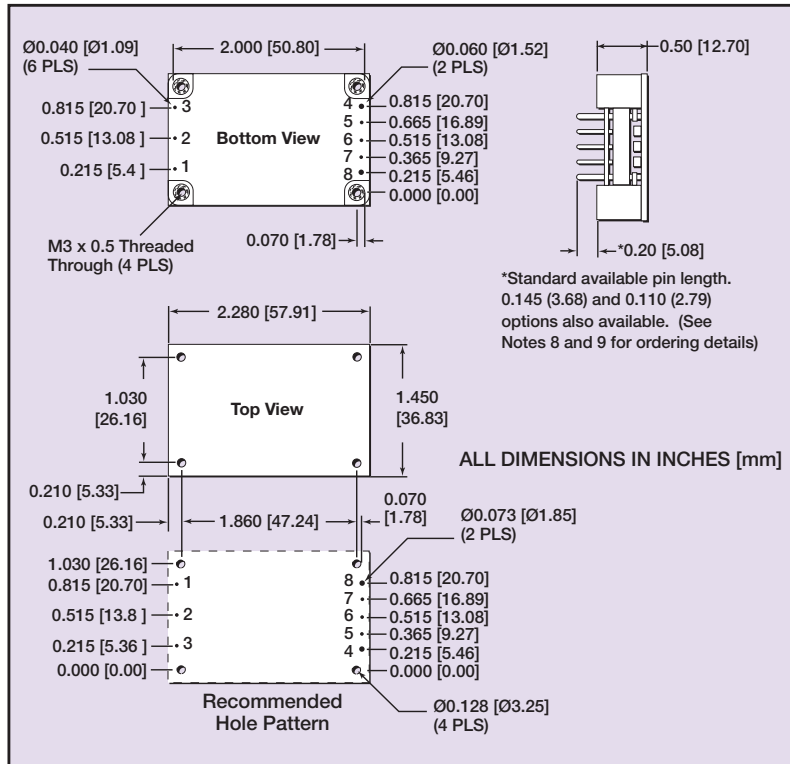 Ø0.040 [Ø1.09]
(6 PLS)
2.000 [50.80]
Ø0.060 [Ø1.52]
(2 PLS)
0.50 [12.70]
0.815 [20.70 ]
3
0.515 [13.08 ]
2
0.215 [5.4 ]
1
Bottom View
4
0.815 [20.70]
5
0.665 [16.89]
6
0.515 [13.08]
7
0.365 [9.27]
8
0.215 [5.46]
0.000 [0.00]
M3 x 0.5 Threaded
Through (4 PLS)
0.070 [1.78]
*0.20 [5.08]
*Standard available pin length.
0.145 (3.68) and 0.110 (2.79)
options also available. (See
Notes 8 and 9 for ordering details)
2.280 [57.91]
1.030
[26.16]
Top View
1.450
[36.83]
ALL DIMENSIONS IN INCHES [mm]
0.210 [5.33]
0.210 [5.33]
1.860 [47.24]
0.070
[1.78]
Ø0.073 [Ø1.85]
(2 PLS)
1.030 [26.16]
0.815 [20.70]
1
0.515 [13.8 ]
2
0.215 [5.36 ]
3
0.000 [0.00]
8
0.815 [20.70]
7
0.665 [16.89]
6
0.515 [13.08]
5
0.365 [9.27]
4
0.215 [5.46]
0.000 [0.00]
Recommended
Hole Pattern
Ø0.128 [Ø3.25]
(4 PLS)